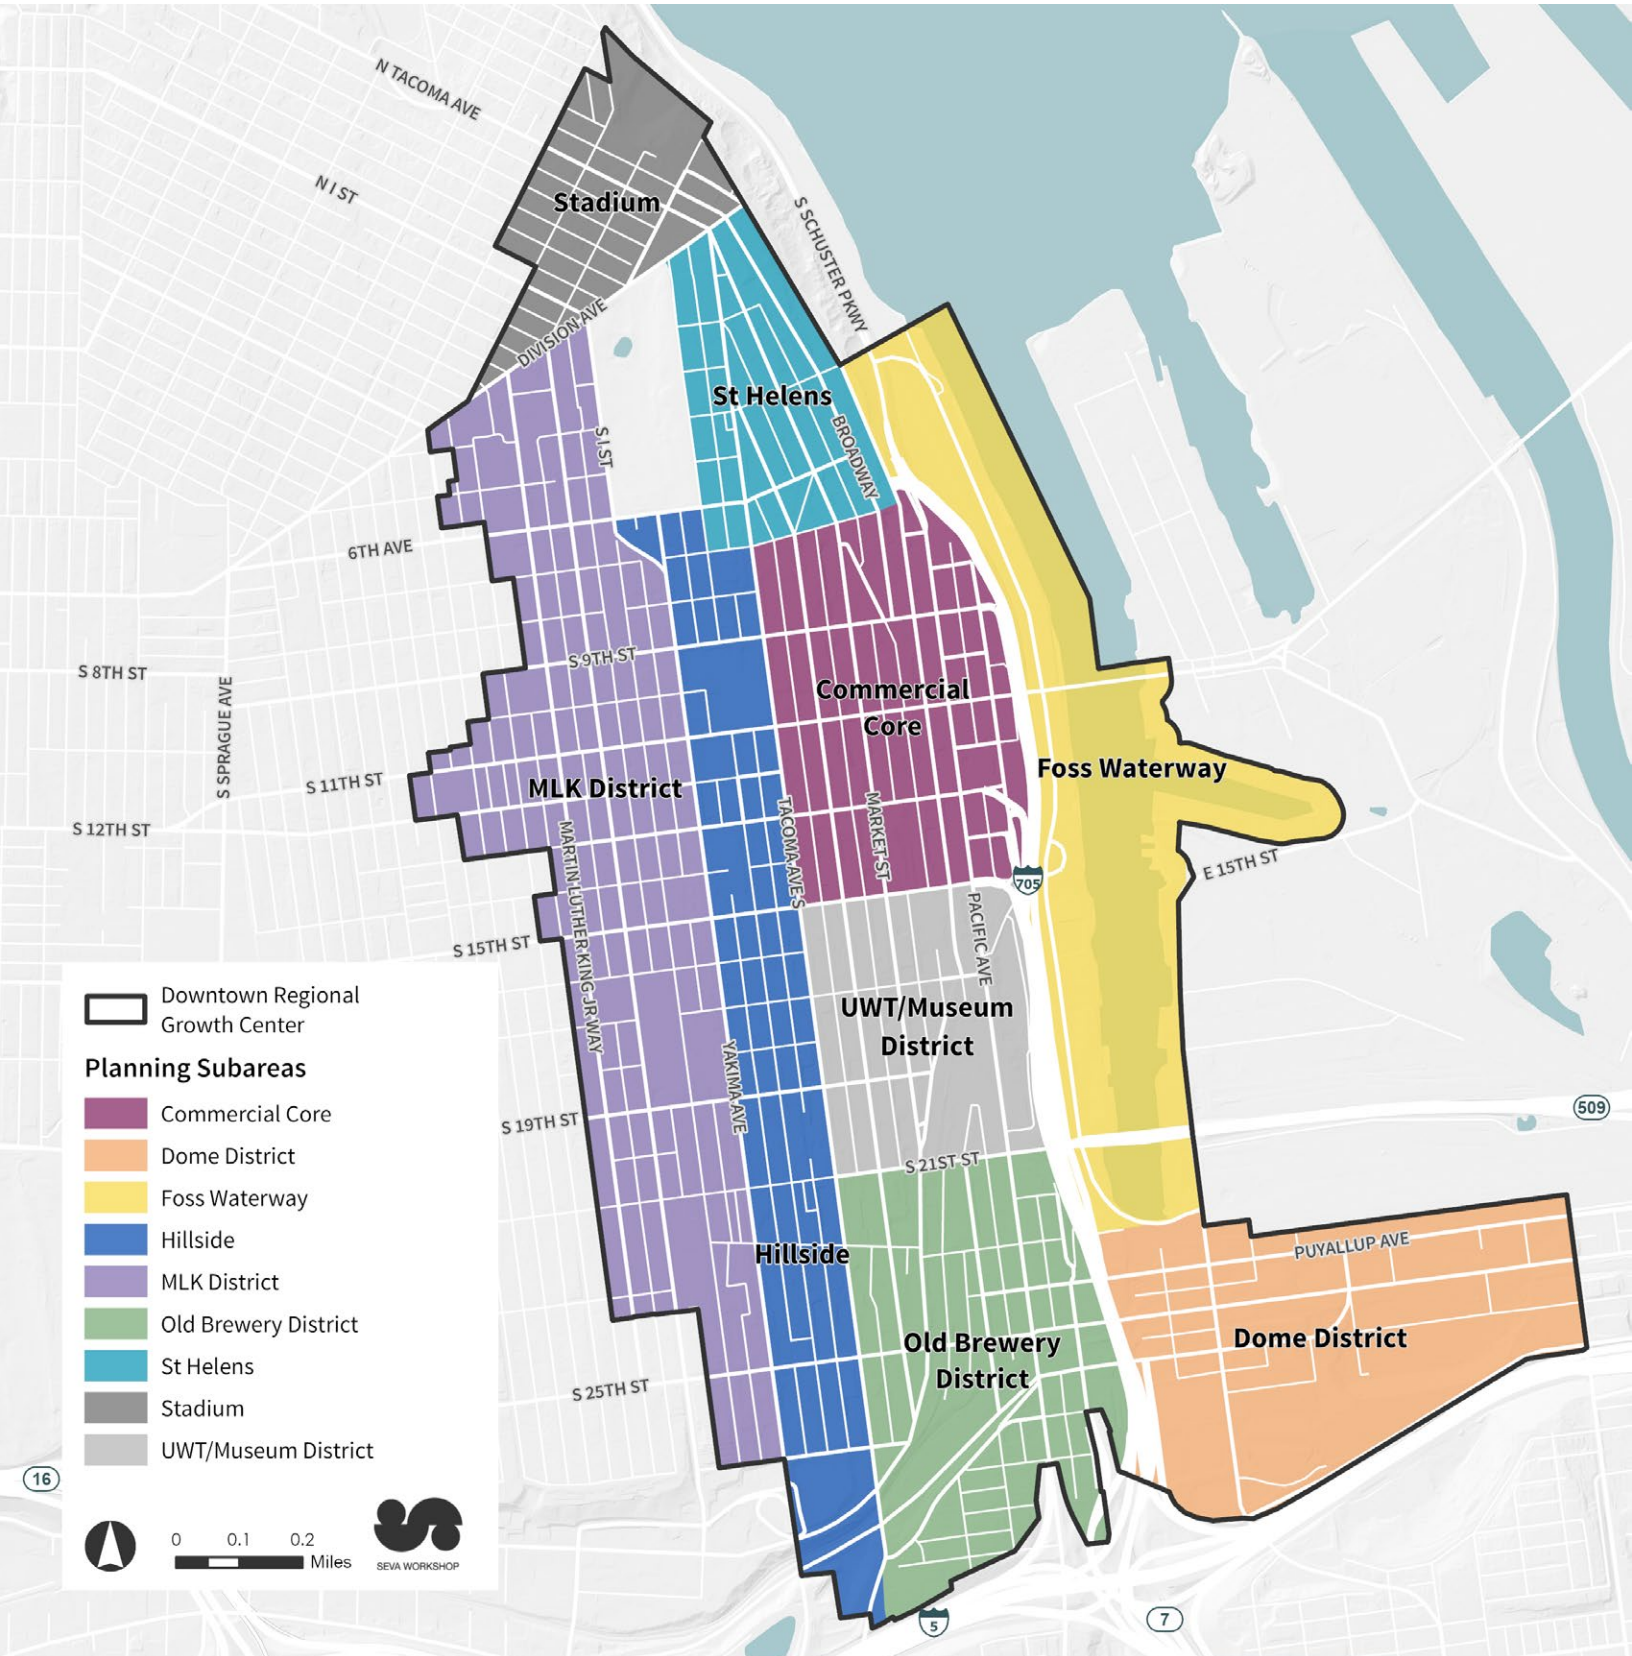 N TACOMA AVE
N I ST
Stadium
S SCHUSTER PKWY
DIVISION AVE
St Helens
BROADWAY
S I ST
6TH AVE
S 9TH ST
S 8TH ST
S SPRAGUE AVE
Commercial
Core
Foss Waterway
S 11TH ST
MLK District
TACOMA AVE S
MARKET ST
S 12TH ST
MARTIN LUTHER KING JR WAY
E 15TH ST
705
PACIFIC AVE
S 15TH ST
UWT/Museum
District
YAKIMA AVE
S 19TH ST
509
S 21ST ST
PUYALLUP AVE
Hillside
Old Brewery
District
Dome District
S 25TH ST
16
5
7
Downtown Regional
Growth Center
Planning Subareas
Commercial Core
Dome District
Foss Waterway
Hillside
MLK District
Old Brewery District
St Helens
Stadium
UWT/Museum District
0 0.1 0.2
Miles
SEVA WORKSHOP